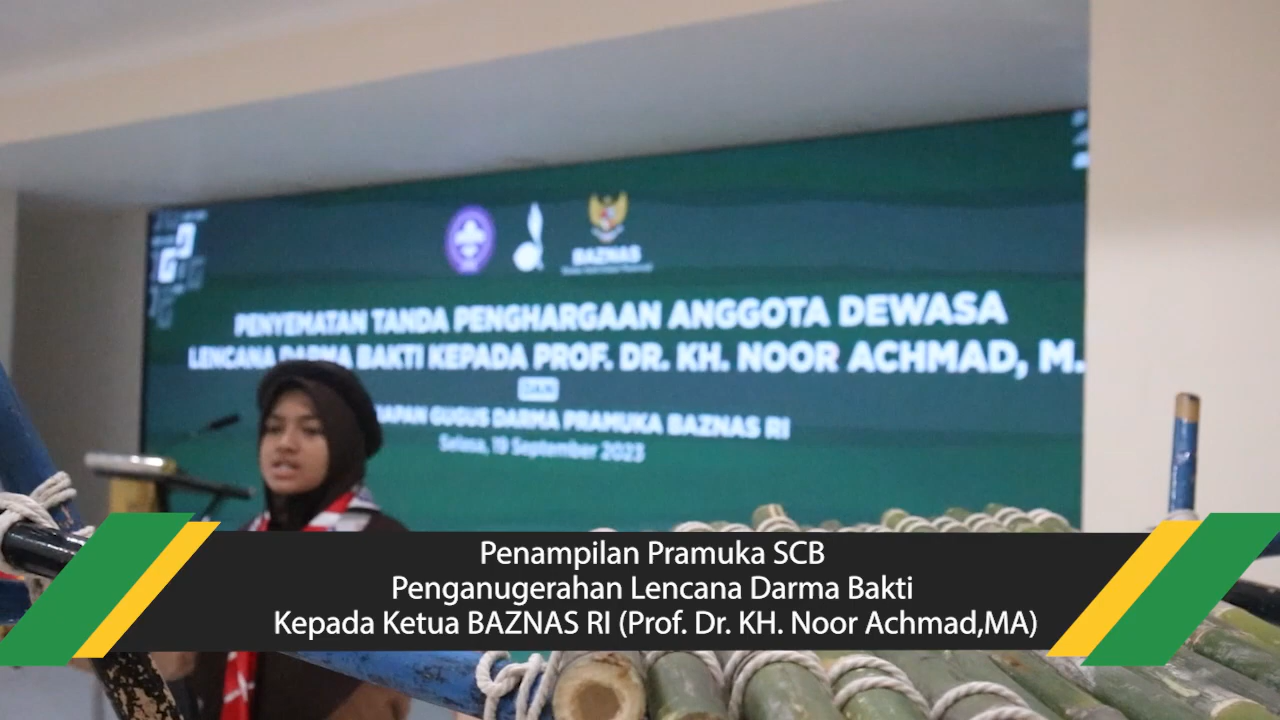 BAZNAS
PENYEMATAN TANDA PENGHARGAAN ANGGOTA DEWASA
LENCANA DARMA BAKTI KEPADA PROF. DR. KH. NOOR ACHMAD, M.
DAN
GUGUS DARMA PRAMUKA BAZNAS RI
Selasa, 19 September 2023
Penampilan Pramuka SCB
Penganugerahan Lencana Darma Bakti
Kepada Ketua BAZNAS RI (Prof. Dr. KH. Noor Achmad,MA)